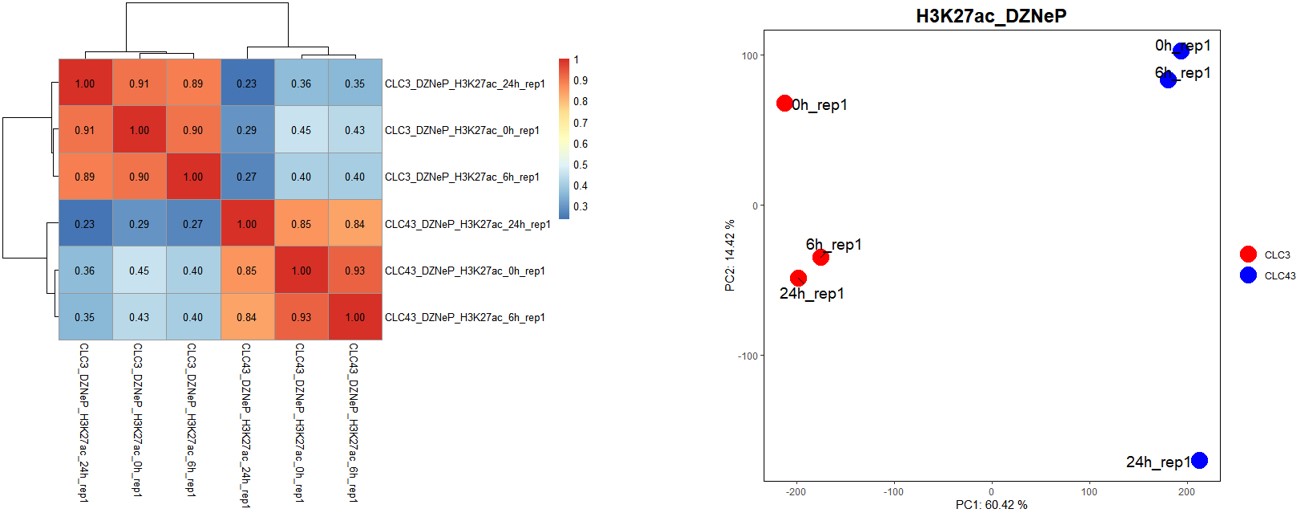 1.00 0.91 0.89 0.23 0.36 0.35 CLC3_DZNeP_H3K27ac_24h_rep1
0.91 1.00 0.90 0.29 0.45 0.43 CLC3_DZNeP_H3K27ac_0h_rep1
0.89 0.90 1.00 0.27 0.40 0.40 CLC3_DZNeP_H3K27ac_6h_rep1
0.23 0.29 0.27 1.00 0.85 0.84 CLC43_DZNeP_H3K27ac_24h_rep1
0.36 0.45 0.40 0.85 1.00 0.93 CLC43_DZNeP_H3K27ac_0h_rep1
0.35 0.43 0.40 0.84 0.93 1.00 CLC43_DZNeP_H3K27ac_6h_rep1
CLC3_DZNeP_H3K27ac_24h_rep1
CLC3_DZNeP_H3K27ac_0h_rep1
CLC3_DZNeP_H3K27ac_6h_rep1
CLC43_DZNeP_H3K27ac_24h_rep1
CLC43_DZNeP_H3K27ac_0h_rep1
CLC43_DZNeP_H3K27ac_6h_rep1
1
0.9
0.8
0.7
0.6
0.5
0.4
0.3
H3K27ac_DZNeP
100
0
-100
PC2: 14.42 %
0h_rep1
6h_rep1
0h_rep1
6h_rep1
24h_rep1
24h_rep1
-200 -100 0 100 200
PC1: 60.42 %
CLC3
CLC43